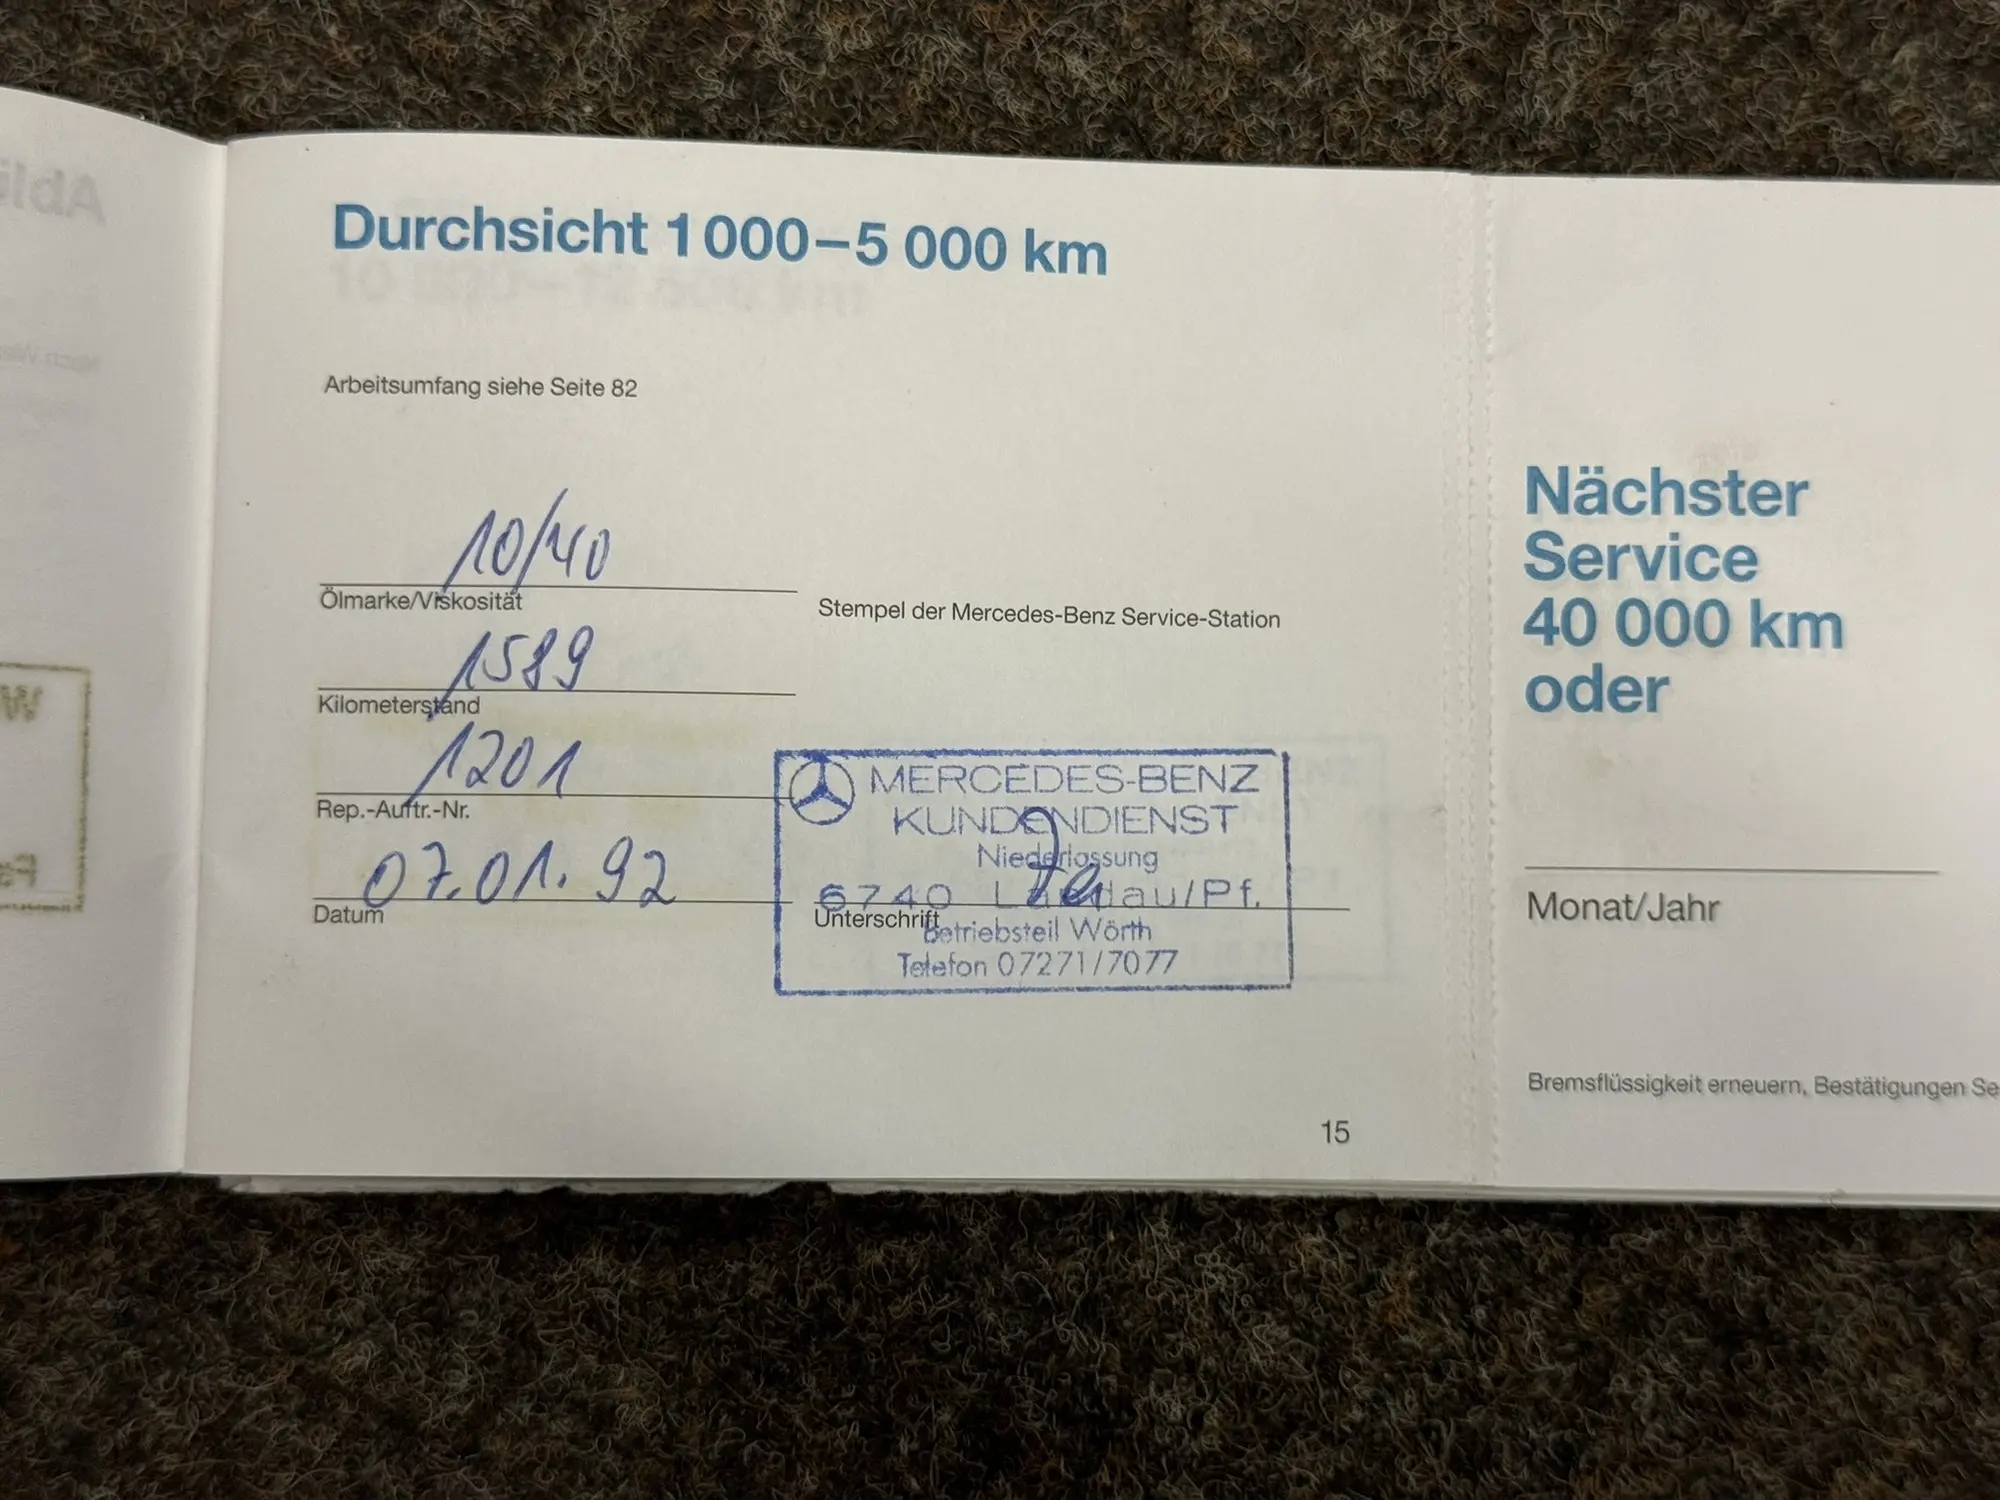 Durchsicht 1 000–5 000 km
Arbeitsumfang siehe Seite 82
10/40
Ölmarke/Viskosität
Stempel der Mercedes-Benz Service-Station
1589
Kilometerstand
1201
Rep.-Auftr.-Nr.
07.01.92
Datum
MERCEDES-BENZ
KUNDENDIENST
Niederlassung
6740 Landau/Pf.
Unterschrift
Betriebsteil Wörth
Telefon 07271/7077
15
Nächster
Service
40 000 km
oder
Monat/Jahr
Bremsflüssigkeit erneuern, Bestätigungen Se